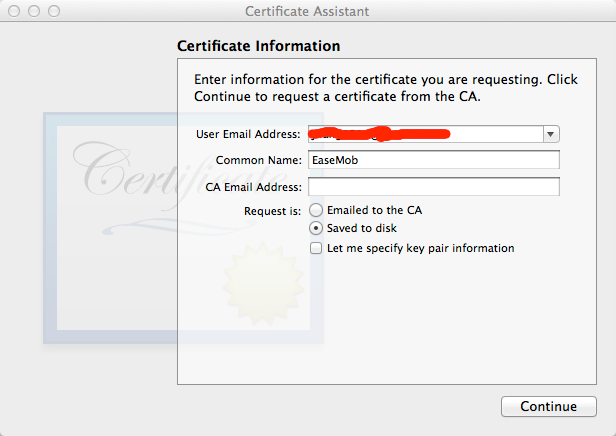 Certificate Assistant
Certificate Information
Enter information for the certificate you are requesting. Click
Continue to request a certificate from the CA.
User Email Address:
Common Name: EaseMob
CA Email Address:
Request is: Emailed to the CA
Saved to disk
Let me specify key pair information
Certificate
Continue